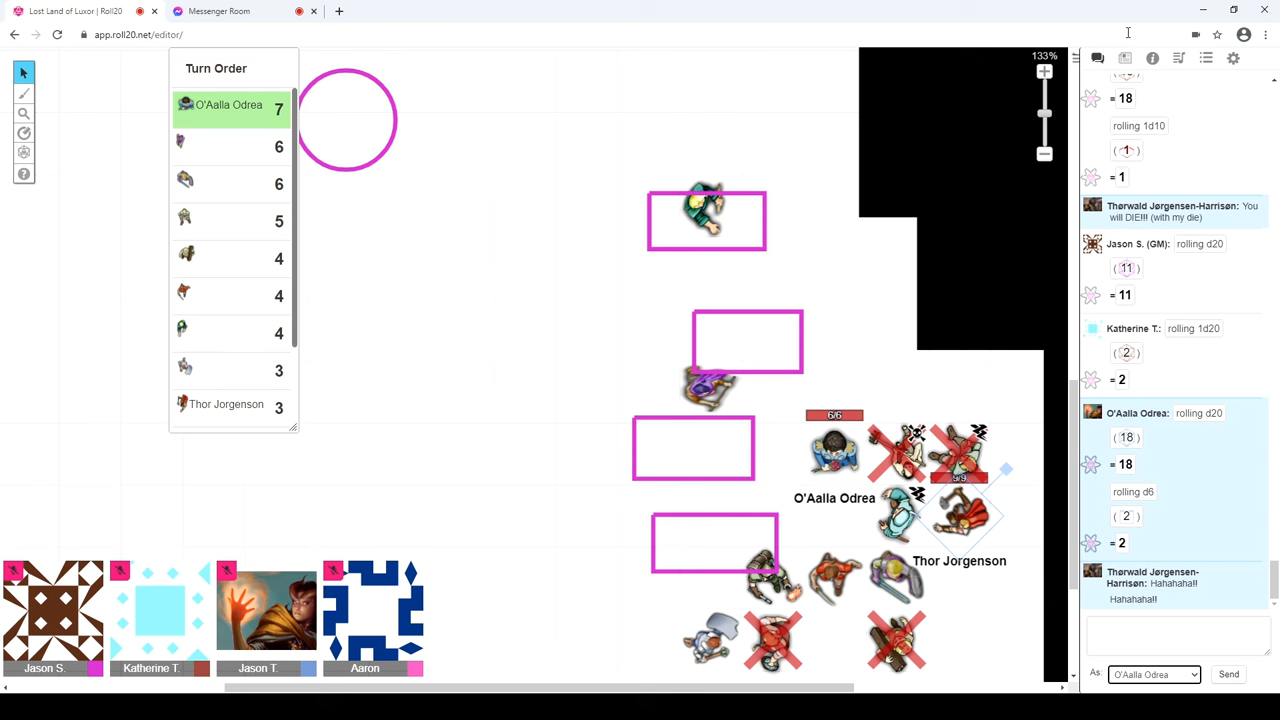 Lost Land of Luxor | Roll20
Messenger Room
app.roll20.net/editor/
Turn Order
O'Aalla Odrea 7
6
6
5
4
4
4
3
Thor Jorgenson 3
133%
6/6
9/9
O'Aalla Odrea
Thor Jorgenson
Jason S.
Katherine T.
Jason T.
Aaron
= 18
rolling 1d10
( 1 )
= 1
Thørwald Jørgensen-Harrisøn: You
will DIE!!! (with my die)
Jason S. (GM): rolling d20
( 11 )
= 11
Katherine T.: rolling 1d20
( 2 )
= 2
O'Aalla Odrea: rolling d20
( 18 )
= 18
rolling d6
( 2 )
= 2
Thørwald Jørgensen-
Harrisøn: Hahahaha!!
Hahahaha!!
As: O'Aalla Odrea Send